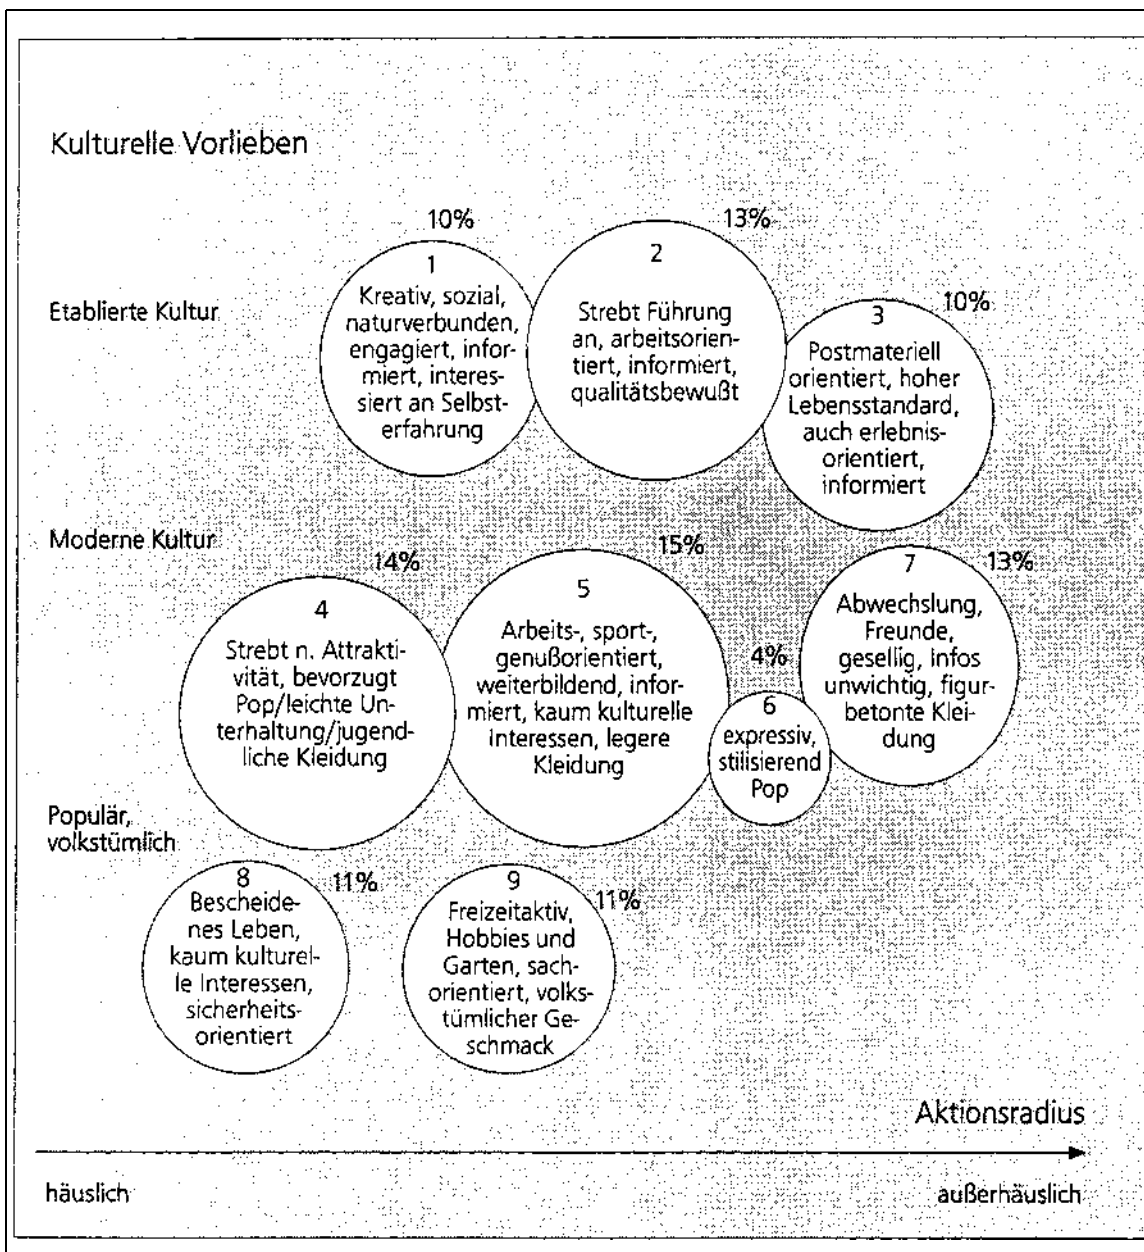 Kulturelle Vorlieben
Etablierte Kultur
10%
1
Kreativ, sozial,
naturverbunden,
engagiert, infor-
miert, interes-
siert an Selbst-
erfahrung
13%
2
Strebt Führung
an, arbeitsorien-
tiert, informiert,
qualitätsbewußt
10%
3
Postmateriell
orientiert, hoher
Lebensstandard,
auch erlebnis-
orientiert,
informiert
Moderne Kultur
14%
4
Strebt n. Attrakti-
vität, bevorzugt
Pop/leichte Un-
terhaltung/jugend-
liche Kleidung
15%
5
Arbeits-, sport-,
genußorientiert,
weiterbildend, infor-
miert, kaum kulturelle
Interessen, legere
Kleidung
4%
6
expressiv,
stilisierend
Pop
13%
7
Abwechslung,
Freunde,
gesellig, Infos
unwichtig, figur-
betonte Klei-
dung
Populär,
volkstümlich
11%
8
Bescheide-
nes Leben,
kaum kulturel-
le Interessen,
sicherheits-
orientiert
11%
9
Freizeitaktiv,
Hobbies und
Garten, sach-
orientiert, volks-
tümlicher Ge-
schmack
Aktionsradius
häuslich
außerhäuslich